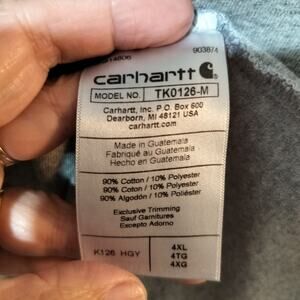 14806 903874
carhartt
MODEL NO. TK0126-M
Carhartt, Inc. P.O. Box 600
Dearborn, MI 48121 USA
carhartt.com
Made in Guatemala
Fabriqué au Guatemala
Hecho en Guatemala
90% Cotton / 10% Polyester
90% Coton / 10% Polyester
90% Algodón / 10% Poliéster
Exclusive Trimming
Sauf Garnitures
Excepto Adorno
K126 HGY
4XL
4TG
4XG